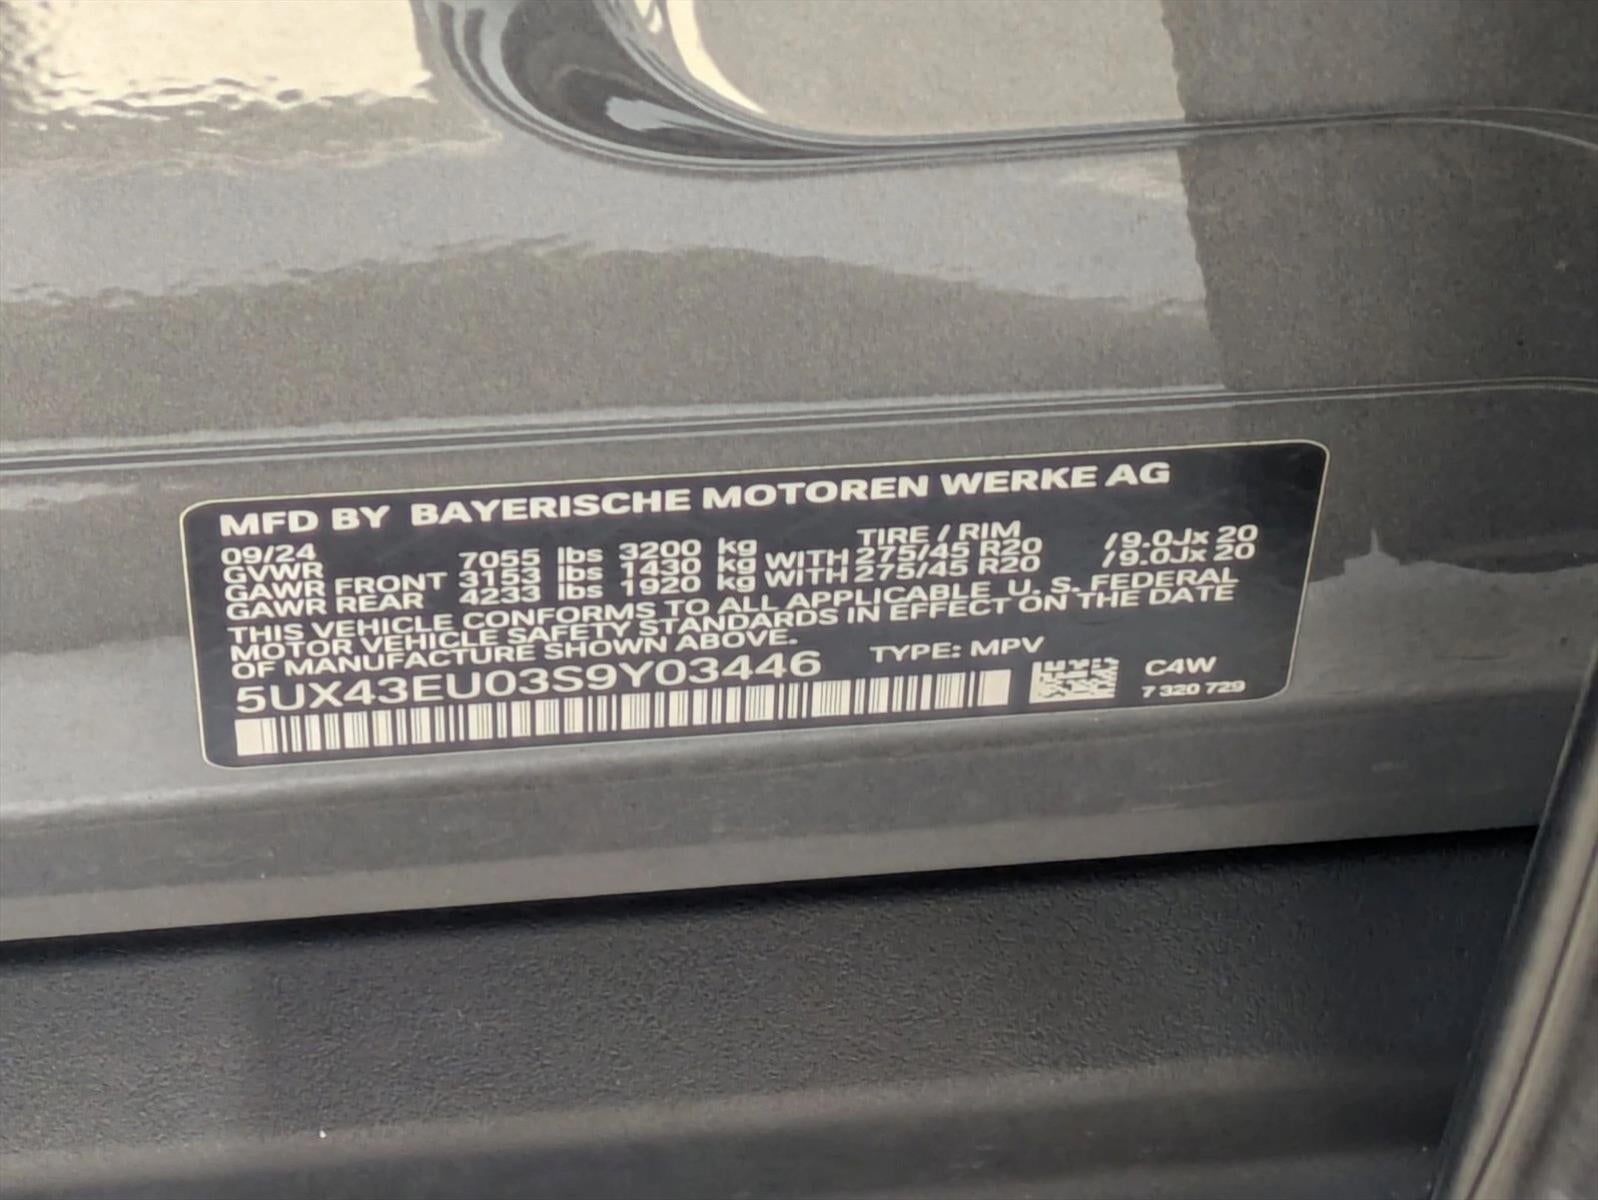 MFD BY BAYERISCHE MOTOREN WERKE AG
09/24 TIRE / RIM
GVWR 7055 lbs 3200 kg
GAWR FRONT 3153 lbs 1430 kg WITH 275/45 R20 /9.0Jx 20
GAWR REAR 4233 lbs 1920 kg WITH 275/45 R20 /9.0Jx 20
THIS VEHICLE CONFORMS TO ALL APPLICABLE U. S. FEDERAL
MOTOR VEHICLE SAFETY STANDARDS IN EFFECT ON THE DATE
OF MANUFACTURE SHOWN ABOVE.
5UX43EU03S9Y03446 TYPE: MPV
C4W
7 320 729